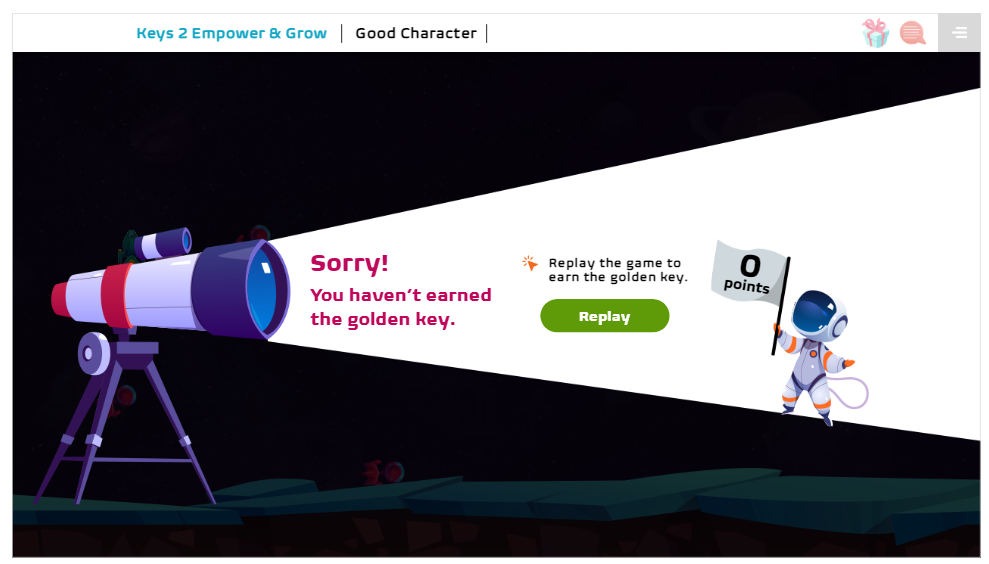 Keys 2 Empower & Grow | Good Character |
Sorry!
You haven't earned
the golden key.
Replay the game to
earn the golden key.
Replay
0
points